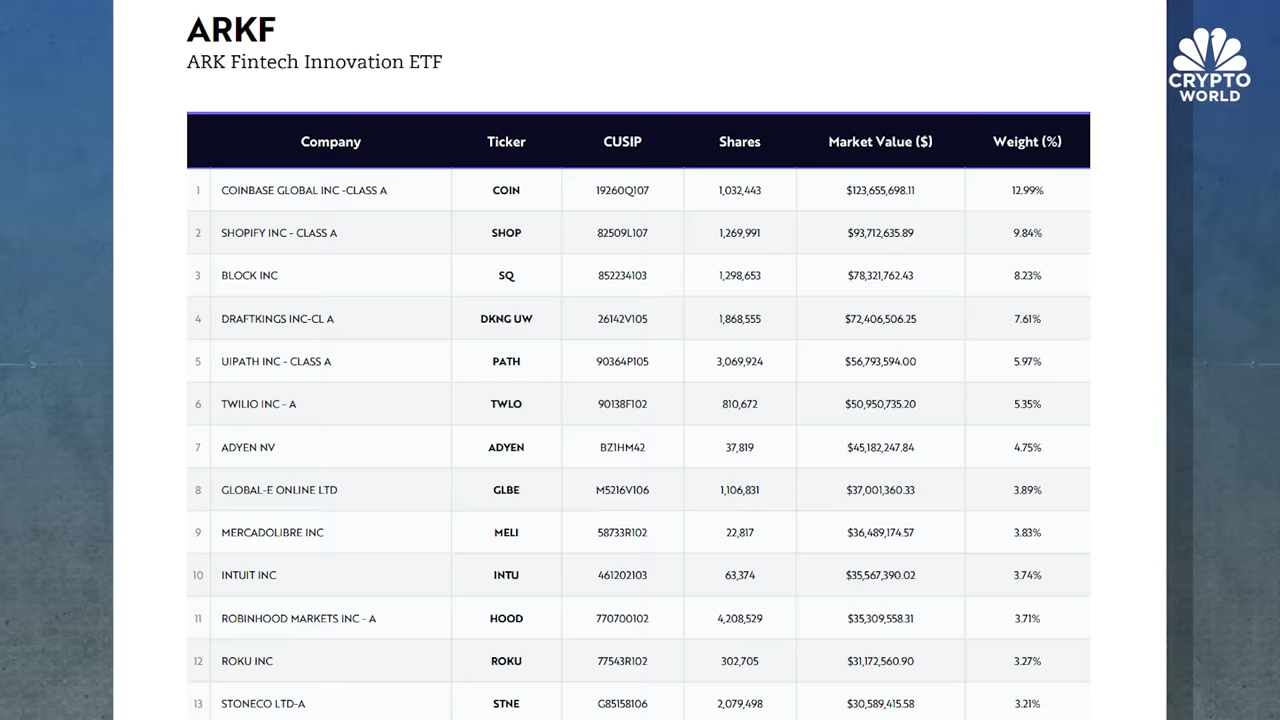 ARKF
ARK Fintech Innovation ETF
CRYPTO
WORLD
Company Ticker CUSIP Shares Market Value ($) Weight (%)
1 COINBASE GLOBAL INC -CLASS A COIN 19260Q107 1,032,443 $123,655,698.11 12.99%
2 SHOPIFY INC - CLASS A SHOP 82509L107 1,269,991 $93,712,635.89 9.84%
3 BLOCK INC SQ 852234103 1,298,653 $78,321,762.43 8.23%
4 DRAFTKINGS INC-CL A DKNG UW 26142V105 1,868,555 $72,406,506.25 7.61%
5 UIPATH INC - CLASS A PATH 90364P105 3,069,924 $56,793,594.00 5.97%
6 TWILIO INC - A TWLO 90138F102 810,672 $50,950,735.20 5.35%
7 ADYEN NV ADYEN BZ1HM42 37,819 $45,182,247.84 4.75%
8 GLOBAL-E ONLINE LTD GLBE M5216V106 1,106,831 $37,001,360.33 3.89%
9 MERCADOLIBRE INC MELI 58733R102 22,817 $36,489,174.57 3.83%
10 INTUIT INC INTU 461202103 63,374 $35,567,390.02 3.74%
11 ROBINHOOD MARKETS INC - A HOOD 770700102 4,208,529 $35,309,558.31 3.71%
12 ROKU INC ROKU 77543R102 302,705 $31,172,560.90 3.27%
13 STONECO LTD-A STNE G85158106 2,079,498 $30,589,415.58 3.21%